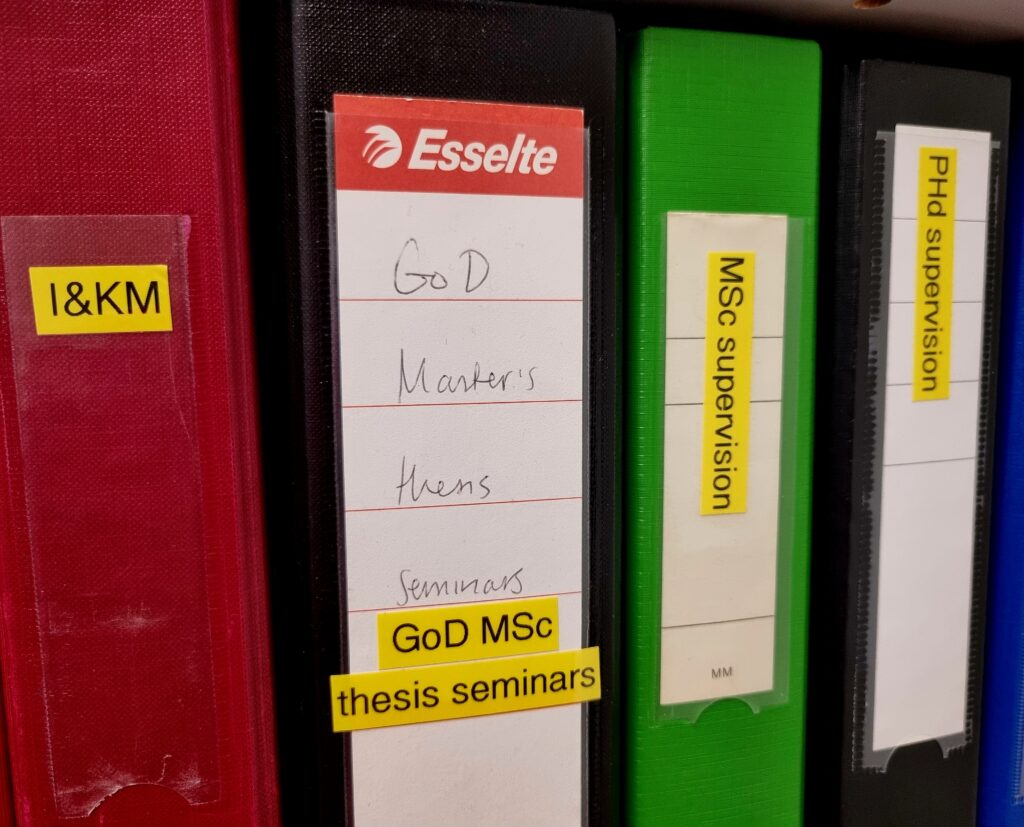 I&KM
Esselte
GoD
Master's
thesis
seminars
GoD MSc
thesis seminars
MSc supervision
MM
PHd supervision